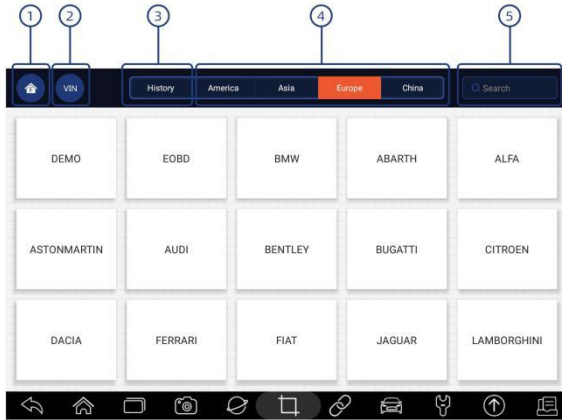 1 2 3 4 5
VIN History America Asia Europe China Search
DEMO EOBD BMW ABARTH ALFA
ASTONMARTIN AUDI BENTLEY BUGATTI CITROEN
DACIA FERRARI FIAT JAGUAR LAMBORGHINI